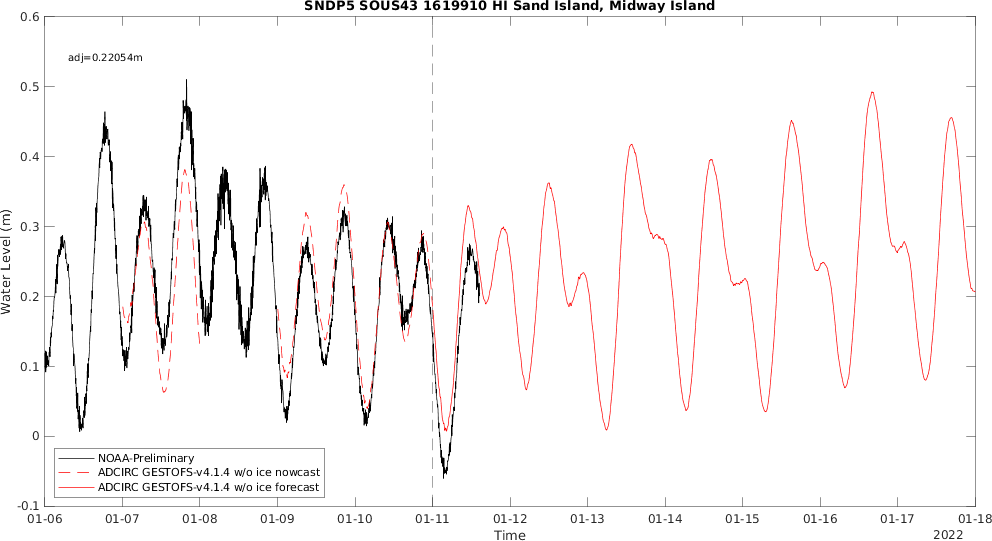 SNDP5 SOUS43 1619910 HI Sand Island, Midway Island
adj=0.22054m
Water Level (m)
0.6
0.5
0.4
0.3
0.2
0.1
0
-0.1
NOAA-Preliminary
ADCIRC GESTOFS-v4.1.4 w/o ice nowcast
ADCIRC GESTOFS-v4.1.4 w/o ice forecast
01-06 01-07 01-08 01-09 01-10 01-11 01-12 01-13 01-14 01-15 01-16 01-17 01-18
Time
2022